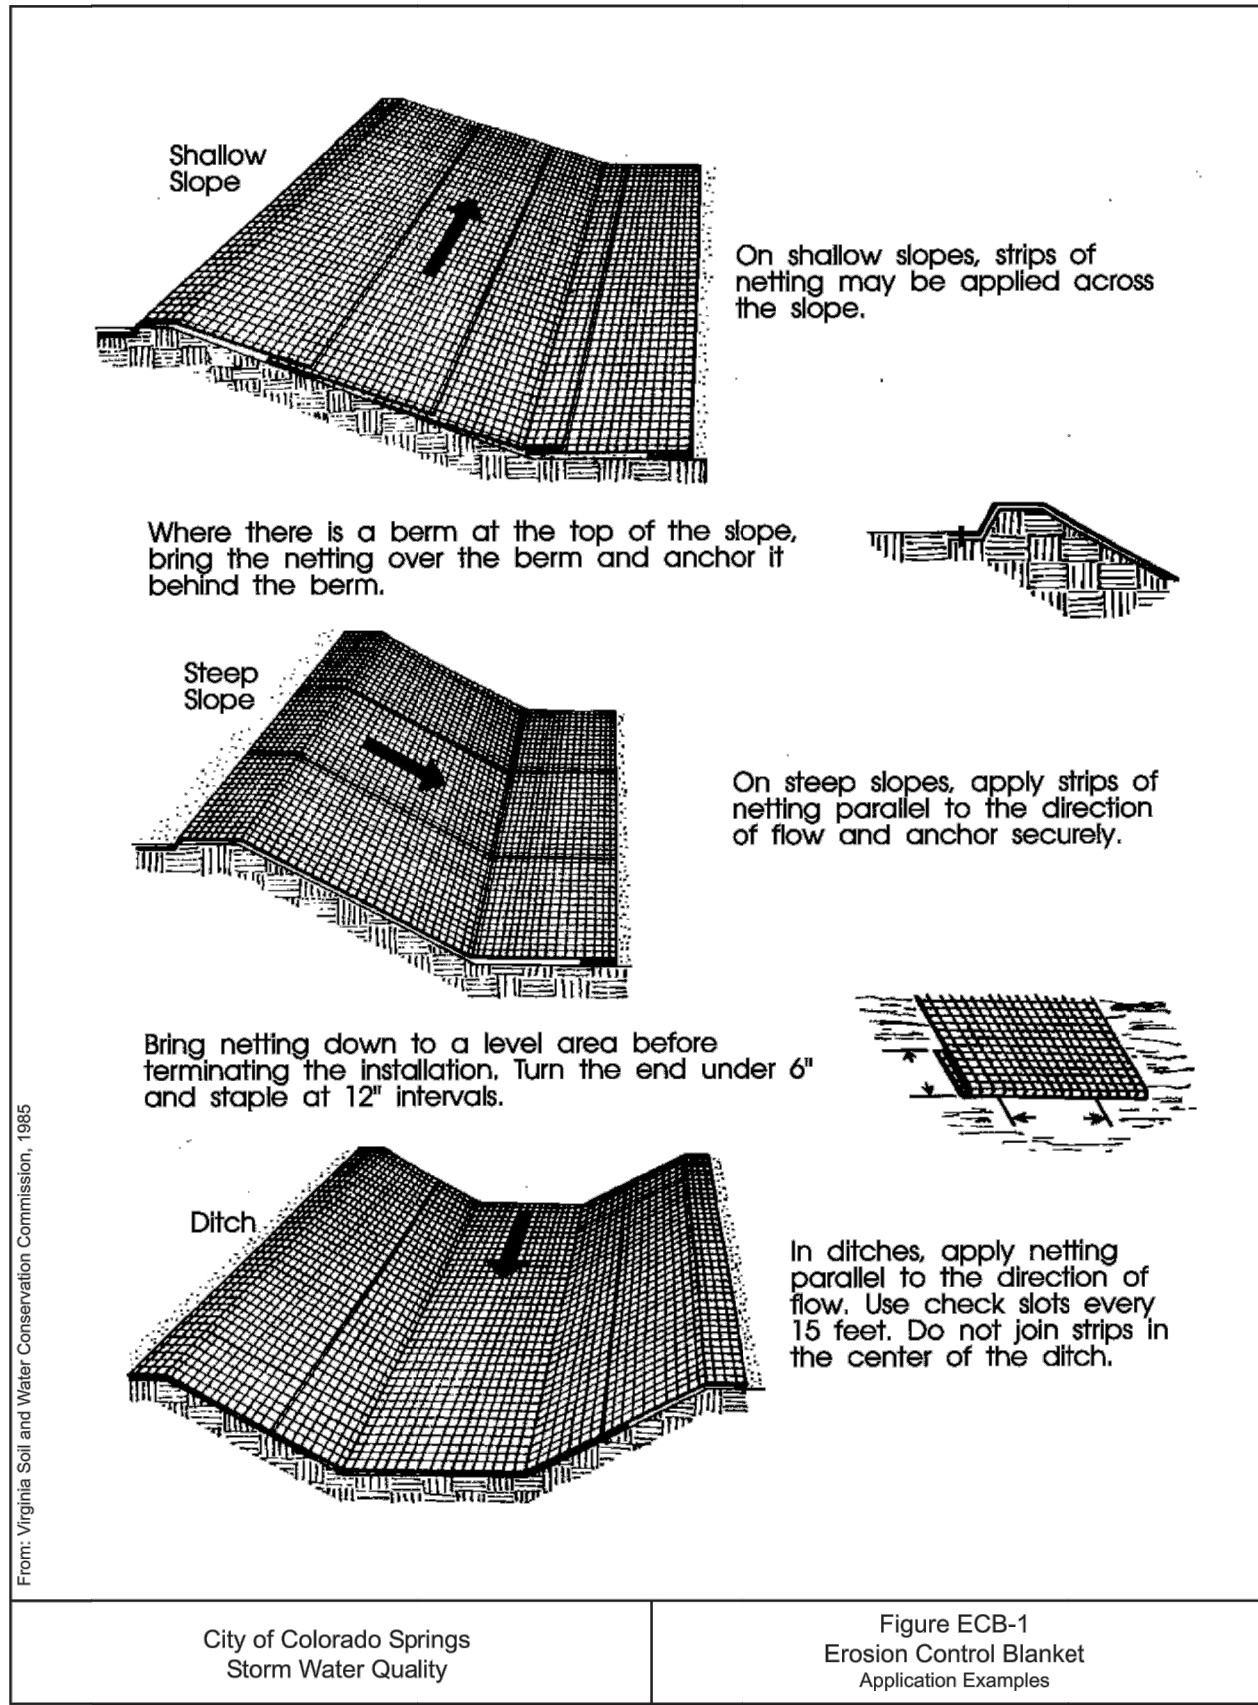 Shallow
Slope
On shallow slopes, strips of
netting may be applied across
the slope.
Where there is a berm at the top of the slope,
bring the netting over the berm and anchor it
behind the berm.
Steep
Slope
On steep slopes, apply strips of
netting parallel to the direction
of flow and anchor securely.
Bring netting down to a level area before
terminating the installation. Turn the end under 6"
and staple at 12" intervals.
Ditch
In ditches, apply netting
parallel to the direction of
flow. Use check slots every
15 feet. Do not join strips in
the center of the ditch.
From: Virginia Soil and Water Conservation Commission, 1985
City of Colorado Springs
Storm Water Quality
Figure ECB-1
Erosion Control Blanket
Application Examples